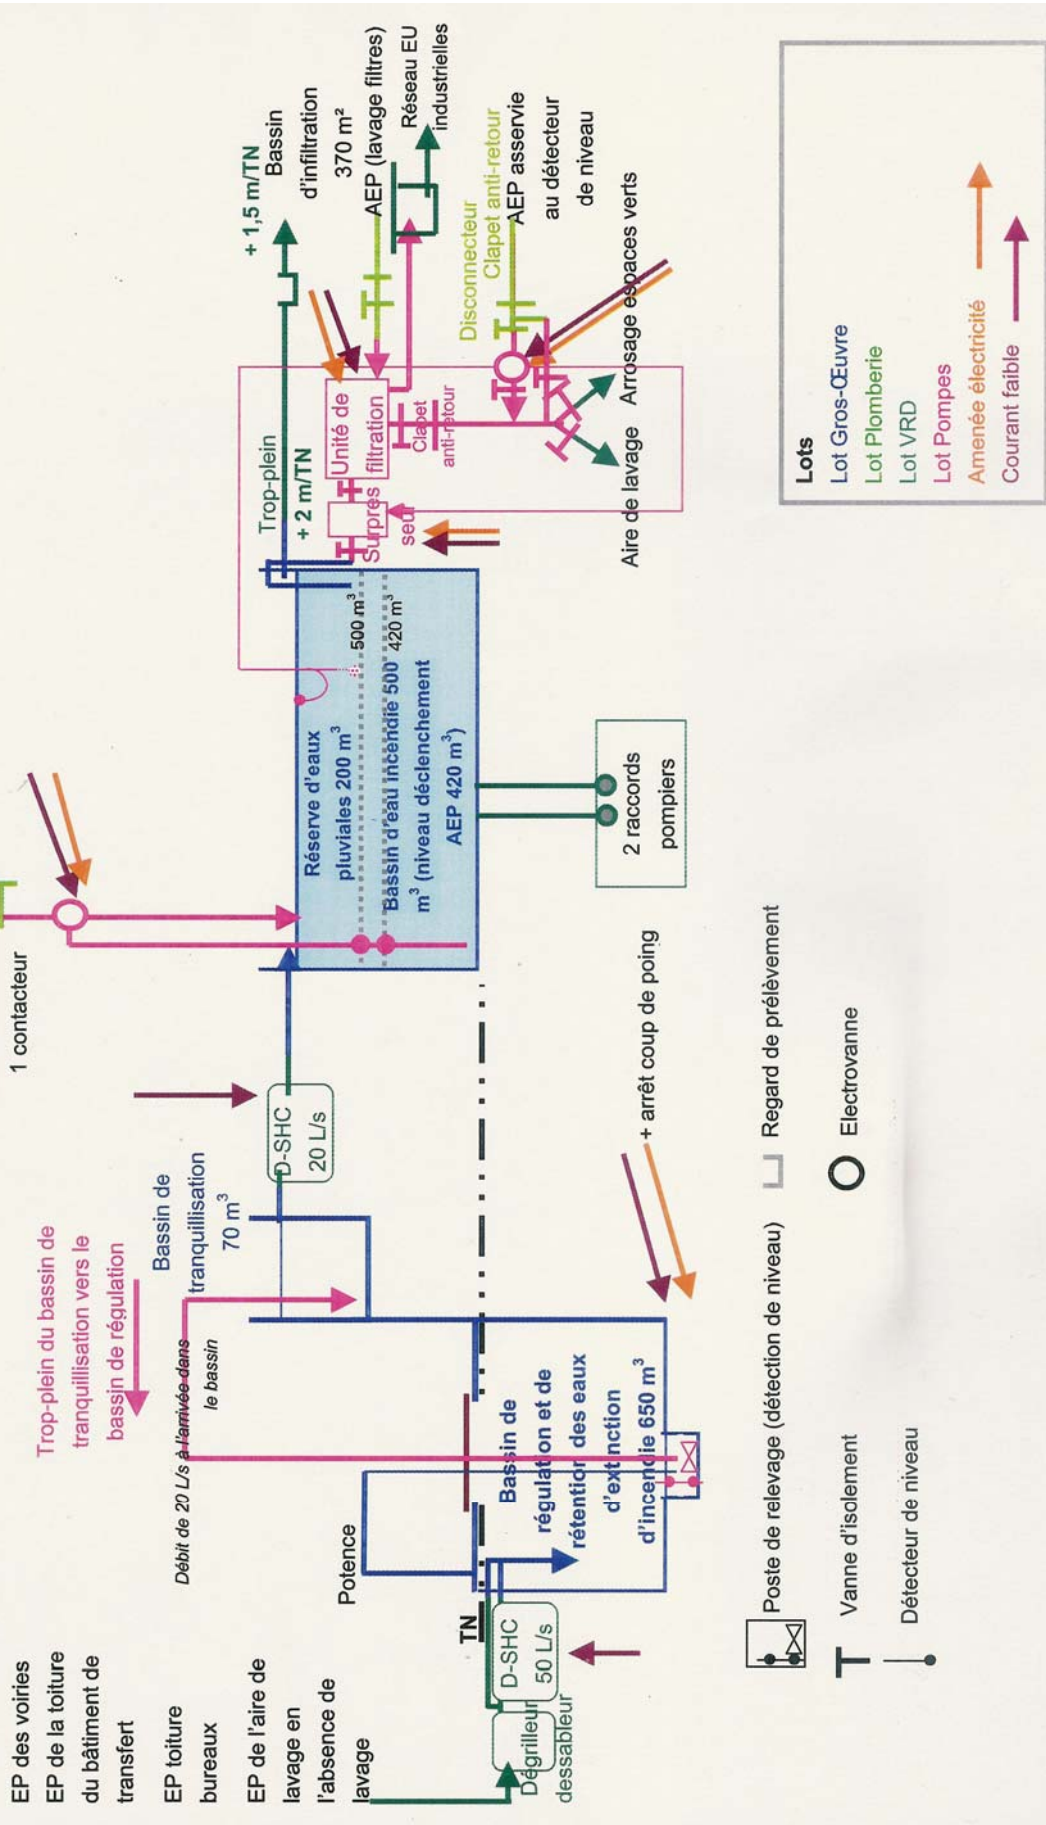 EP des voiries
EP de la toiture
du bâtiment de
transfert
EP toiture
bureaux
EP de l'aire de
lavage en
l'absence de
lavage
Dégrilleur
dessableur
D-SHC
50 L/s
TN
Potence
Bassin de
régulation et de
rétention des eaux
d'extinction
d'incendie 650 m³
Débit de 20 L/s à l'arrivée dans
le bassin
Trop-plein du bassin de
tranquillisation vers le
bassin de régulation
Bassin de
tranquillisation
70 m³
D-SHC
20 L/s
+ arrêt coup de poing
1 contacteur
Réserve d'eaux
pluviales 200 m³
500 m³
Bassin d'eau incendie 500
420 m³
m³ (niveau déclenchement
AEP 420 m³)
2 raccords
pompiers
Trop-plein
+ 2 m/TN
Surpres
seur
Unité de
filtration
Clapet
anti-retour
+ 1,5 m/TN
Bassin
d'infiltration
370 m²
AEP (lavage filtres)
Réseau EU
industrielles
Disconnecteur
Clapet anti-retour
AEP asservie
au détecteur
de niveau
Aire de lavage
Arrosage espaces verts
Poste de relevage (détection de niveau)
Regard de prélèvement
Vanne d'isolement
Electrovanne
Détecteur de niveau
Lots
Lot Gros-Œuvre
Lot Plomberie
Lot VRD
Lot Pompes
Amenée électricité
Courant faible